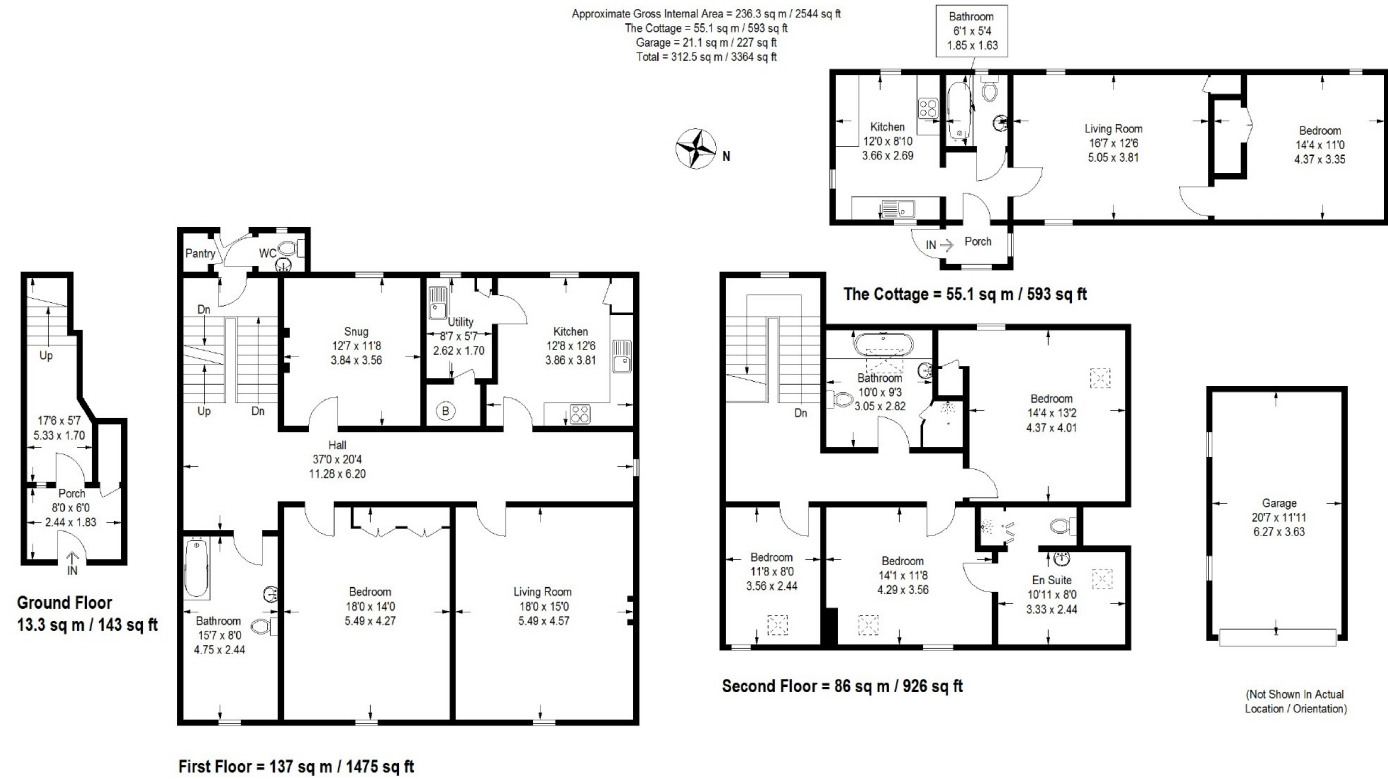 Approximate Gross Internal Area = 236.3 sq m / 2544 sq ft
The Cottage = 55.1 sq m / 593 sq ft
Garage = 21.1 sq m / 227 sq ft
Total = 312.5 sq m / 3364 sq ft
N
Bathroom
6'1 x 5'4
1.85 x 1.63
Kitchen
12'0 x 8'10
3.66 x 2.69
Living Room
16'7 x 12'6
5.05 x 3.81
Bedroom
14'4 x 11'0
4.37 x 3.35
IN
Porch
The Cottage = 55.1 sq m / 593 sq ft
Up
17'6 x 5'7
5.33 x 1.70
Porch
8'0 x 6'0
2.44 x 1.83
IN
Ground Floor
13.3 sq m / 143 sq ft
Pantry
WC
Dn
Up
Dn
Snug
12'7 x 11'8
3.84 x 3.56
Utility
8'7 x 5'7
2.62 x 1.70
B
Kitchen
12'8 x 12'6
3.86 x 3.81
Hall
37'0 x 20'4
11.28 x 6.20
Bathroom
15'7 x 8'0
4.75 x 2.44
Bedroom
18'0 x 14'0
5.49 x 4.27
Living Room
18'0 x 15'0
5.49 x 4.57
First Floor = 137 sq m / 1475 sq ft
Dn
Bathroom
10'0 x 9'3
3.05 x 2.82
Bedroom
14'4 x 13'2
4.37 x 4.01
Bedroom
11'8 x 8'0
3.56 x 2.44
Bedroom
14'1 x 11'8
4.29 x 3.56
En Suite
10'11 x 8'0
3.33 x 2.44
Second Floor = 86 sq m / 926 sq ft
Garage
20'7 x 11'11
6.27 x 3.63
(Not Shown In Actual
Location / Orientation)